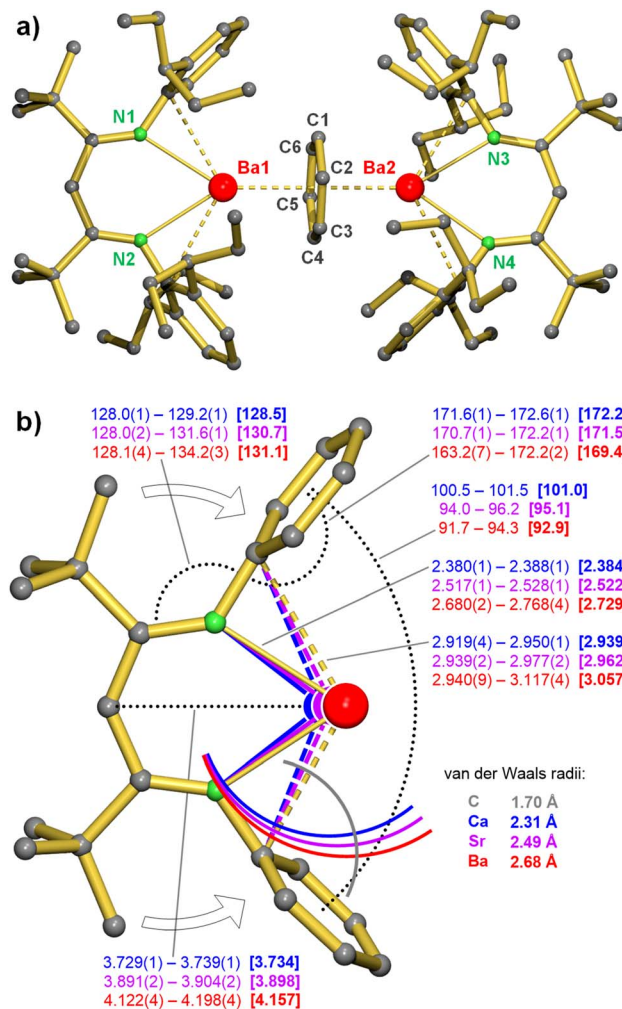 a)
N1
Ba1
C1
C6
C2
Ba2
N3
C5
C3
C4
N2
N4
b)
128.0(1) – 129.2(1) [128.5]
128.0(2) – 131.6(1) [130.7]
128.1(4) – 134.2(3) [131.1]
171.6(1) – 172.6(1) [172.2
170.7(1) – 172.2(1) [171.5
163.2(7) – 172.2(2) [169.4
100.5 – 101.5 [101.0]
94.0 – 96.2 [95.1]
91.7 – 94.3 [92.9]
2.380(1) – 2.388(1) [2.384
2.517(1) – 2.528(1) [2.522
2.680(2) – 2.768(4) [2.729
2.919(4) – 2.950(1) [2.939
2.939(2) – 2.977(2) [2.962
2.940(9) – 3.117(4) [3.057
van der Waals radii:
C 1.70 Å
Ca 2.31 Å
Sr 2.49 Å
Ba 2.68 Å
3.729(1) – 3.739(1) [3.734]
3.891(2) – 3.904(2) [3.898]
4.122(4) – 4.198(4) [4.157]